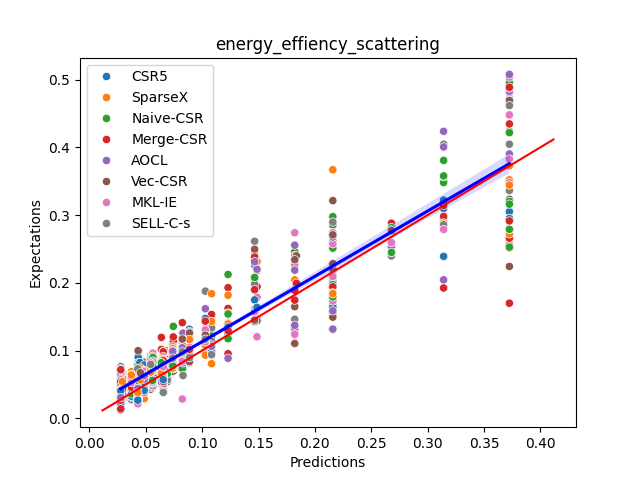 energy_effiency_scattering
CSR5
SparseX
Naive-CSR
Merge-CSR
AOCL
Vec-CSR
MKL-IE
SELL-C-s
Expectations
0.5
0.4
0.3
0.2
0.1
0.0
0.00 0.05 0.10 0.15 0.20 0.25 0.30 0.35 0.40
Predictions